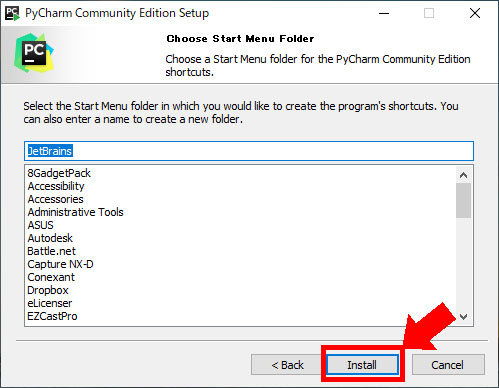 PC
PyCharm Community Edition Setup
PC
Choose Start Menu Folder
Choose a Start Menu folder for the PyCharm Community Edition
shortcuts.
Select the Start Menu folder in which you would like to create the program's shortcuts. You
can also enter a name to create a new folder.
JetBrains
8GadgetPack
Accessibility
Accessories
Administrative Tools
ASUS
Autodesk
Battle.net
Capture NX-D
Conexant
Dropbox
eLicenser
EZCastPro
< Back Install Cancel